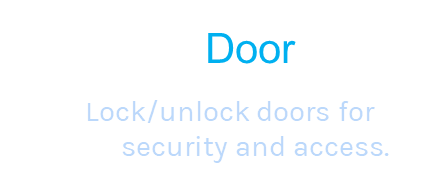 Door
Lock/unlock doors for
security and access.